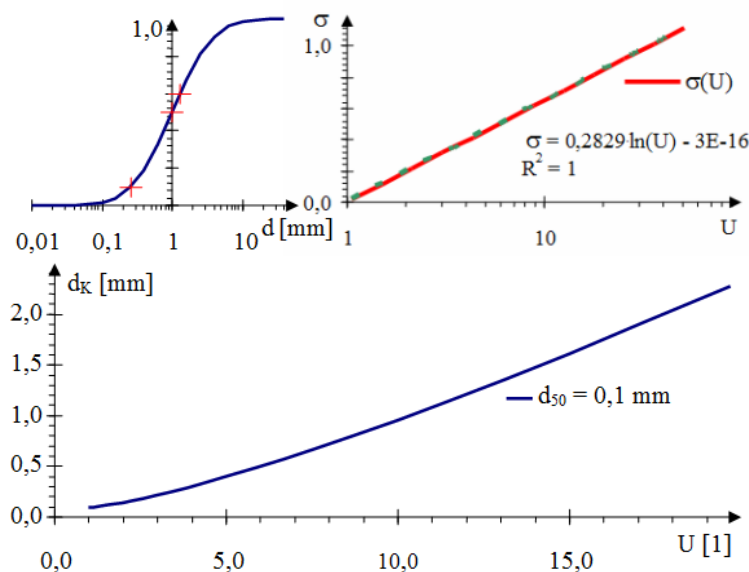 1,0
0,01 0,1 1 10
d [mm]
σ
1,0
σ(U)
σ = 0,2829·ln(U) - 3E-16
R² = 1
0,0
1 10 U
dK [mm]
2,0
1,5
1,0
d50 = 0,1 mm
0,5
0,0
0,0 5,0 10,0 15,0 U [1]